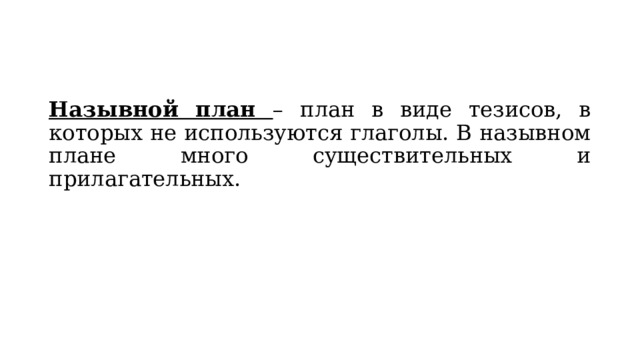 Назывной план – план в виде тезисов, в
которых не используются глаголы. В назывном
плане много существительных и
прилагательных.